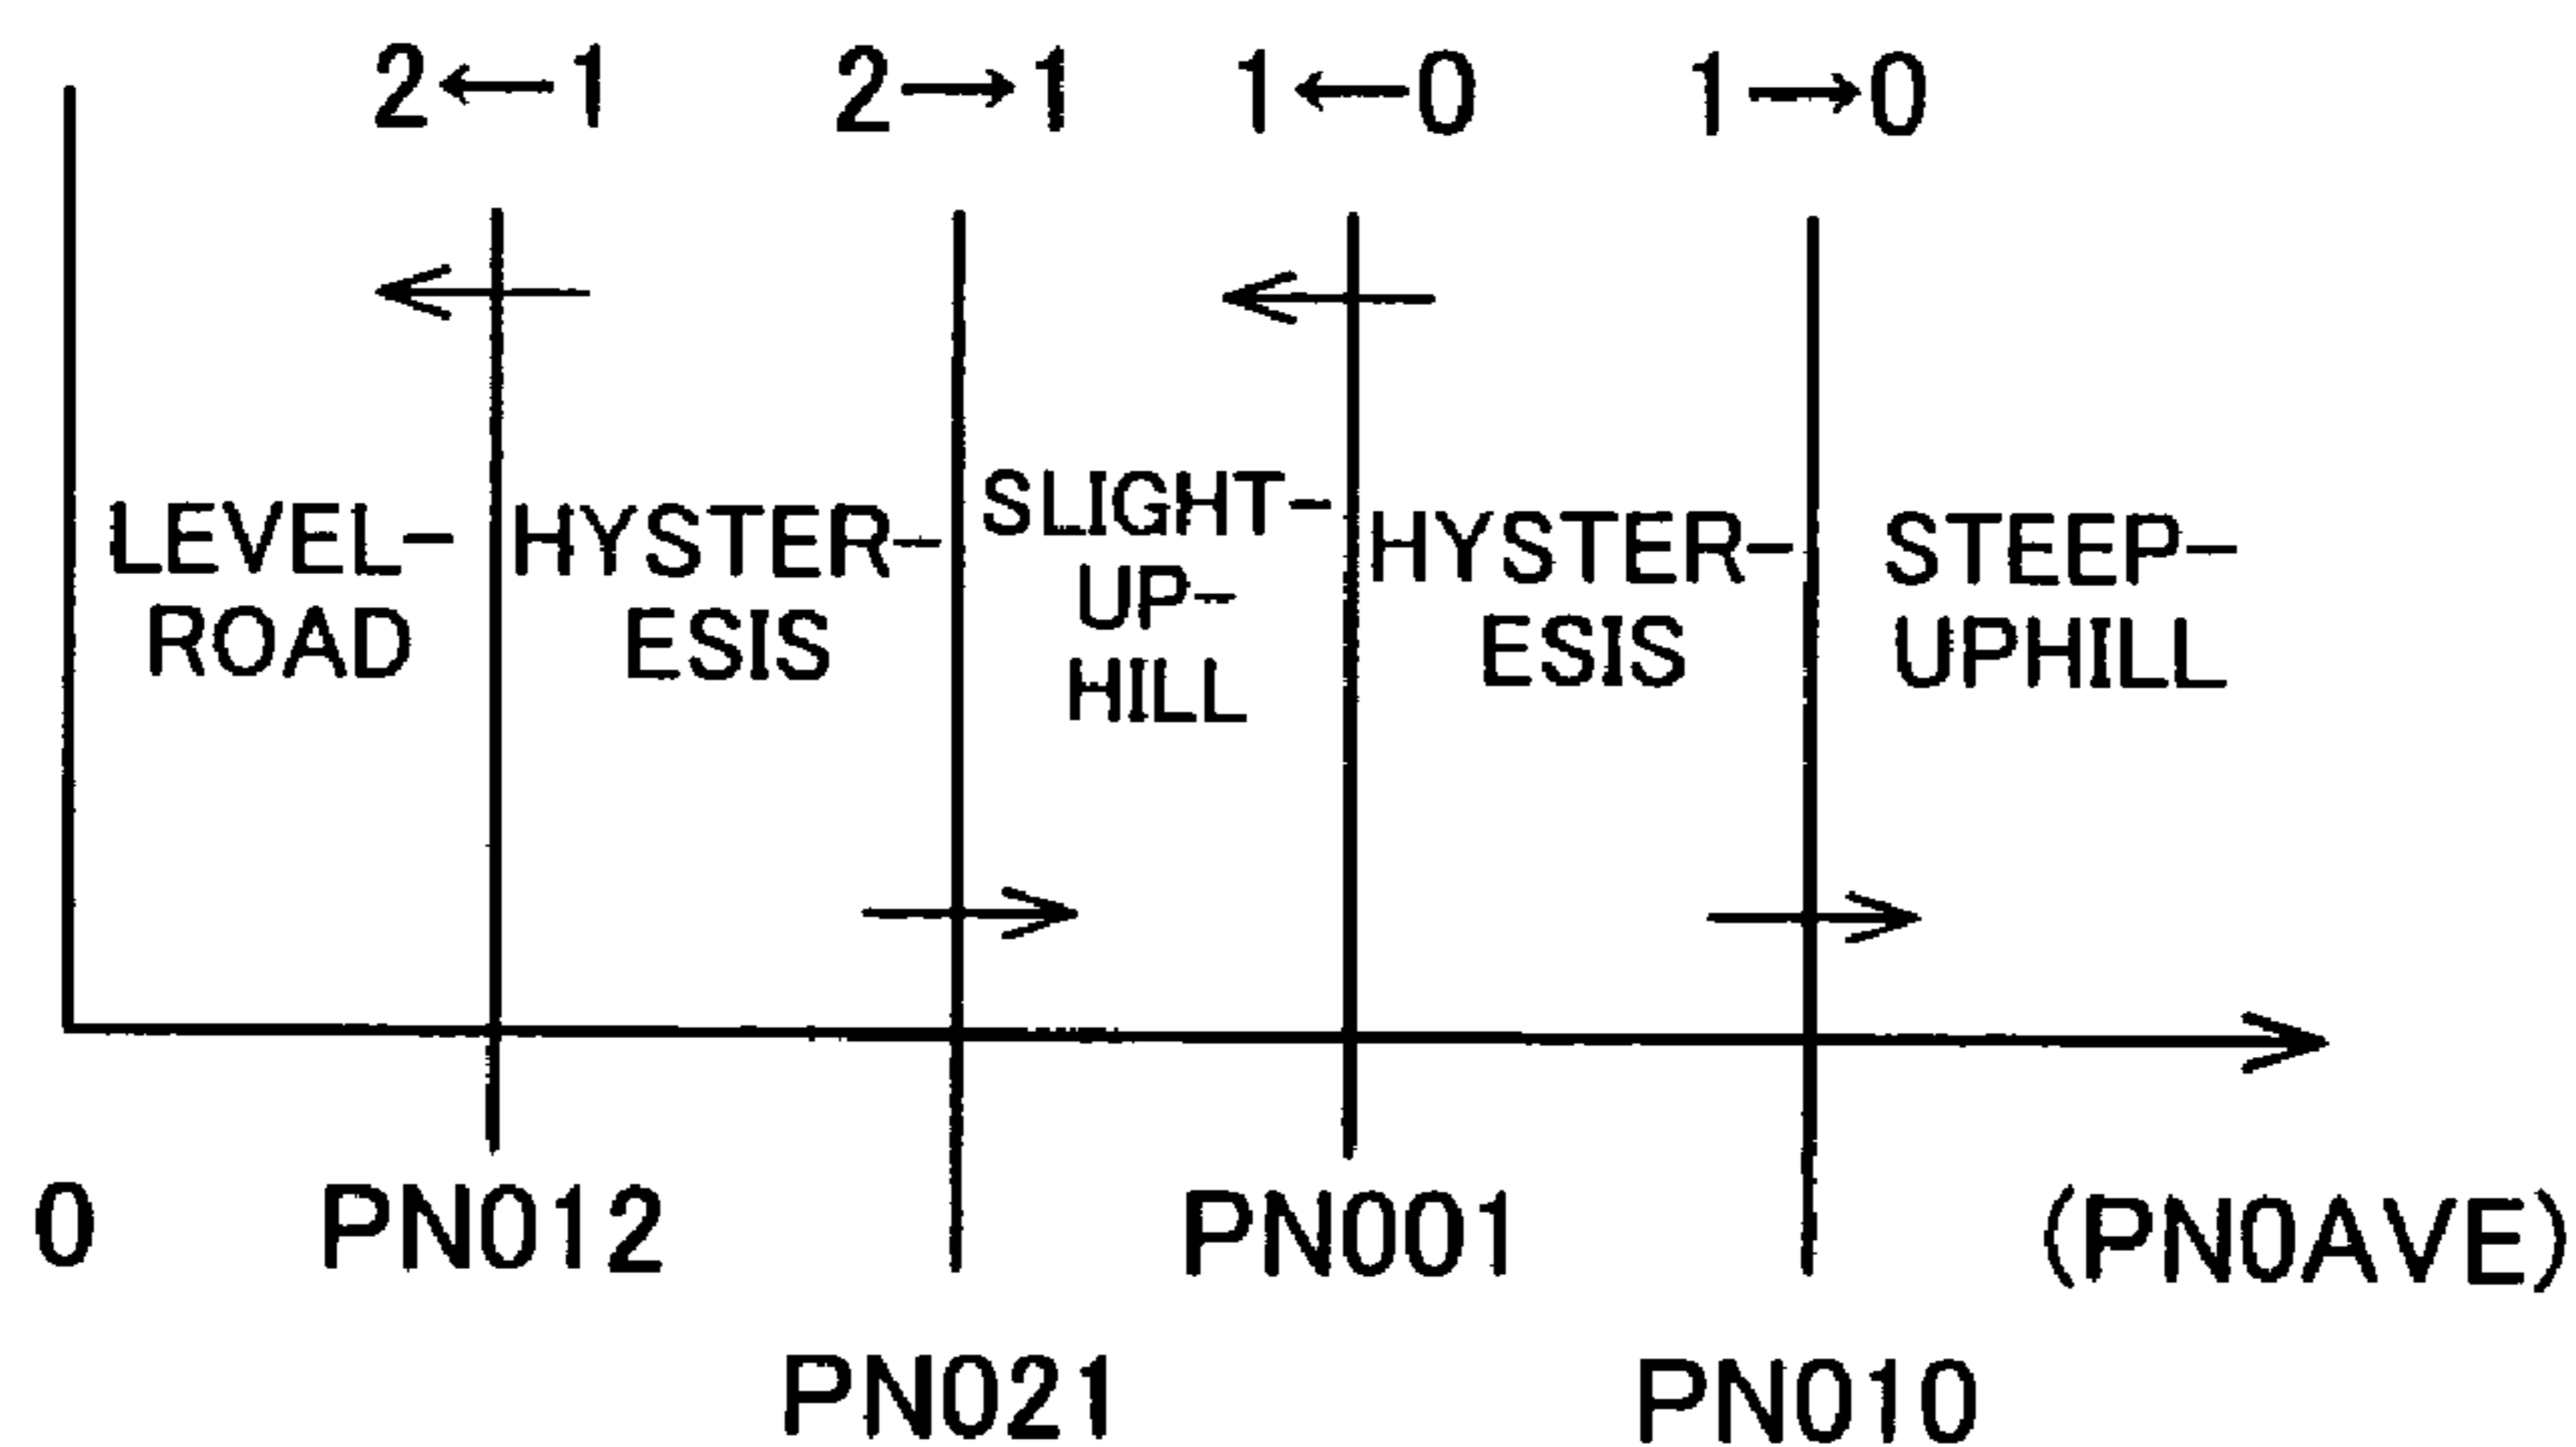 2←1 2→1 1←0 1→0
LEVEL-
ROAD
HYSTER-
ESIS
SLIGHT-
UP-
HILL
HYSTER-
ESIS
STEEP-
UPHILL
0 PN012 PN001 (PN0AVE)
PN021 PN010